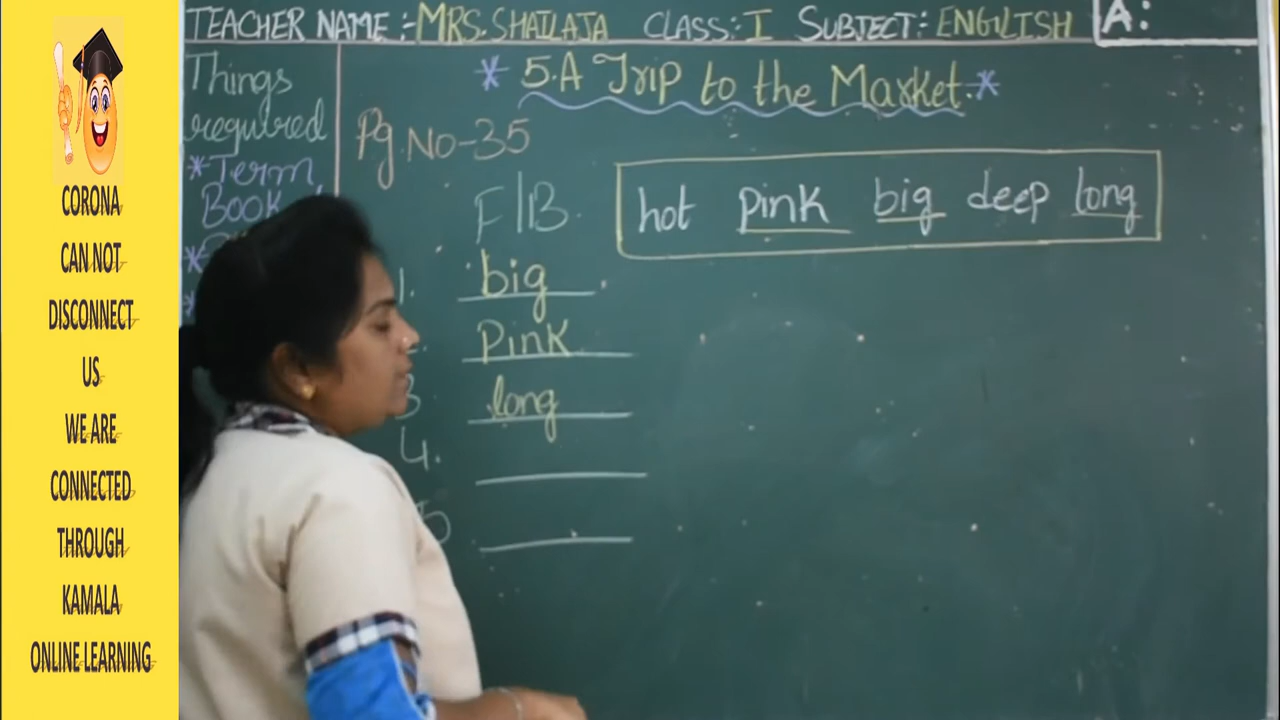 CORONA
CAN NOT
DISCONNECT
US
WE ARE
CONNECTED
THROUGH
KAMALA
ONLINE LEARNING
TEACHER NAME :- MRS. SHAILAJA CLASS:- I SUBJECT:- ENGLISH A:
Things
required
*Term
Book
* 5. A Trip to the Market. *
Pg. No-35
F/B.
hot pink big deep long
1. big
Pink
3 long
4.
5